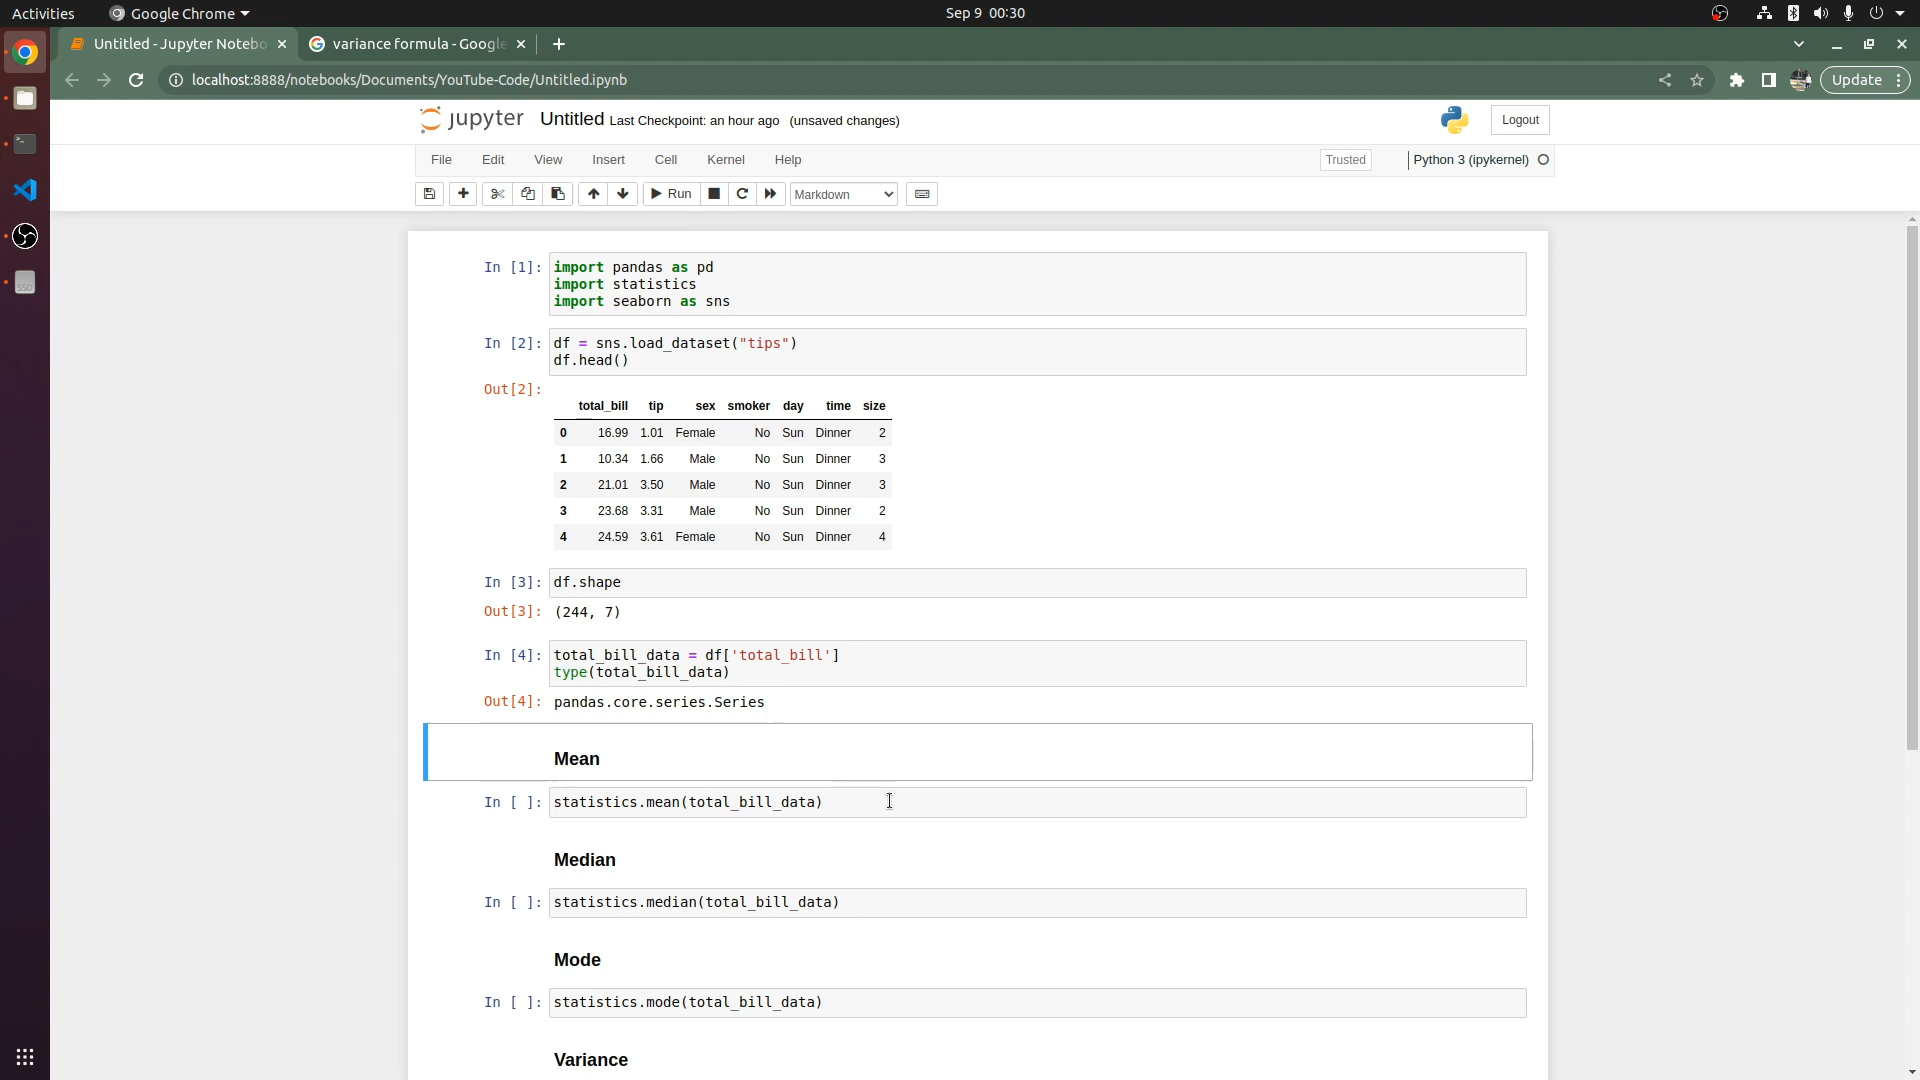 Activities Google Chrome Sep 9 00:30
Untitled - Jupyter Notebo variance formula - Google
localhost:8888/notebooks/Documents/YouTube-Code/Untitled.ipynb Update
jupyter Untitled Last Checkpoint: an hour ago (unsaved changes) Logout
File Edit View Insert Cell Kernel Help Trusted Python 3 (ipykernel)
Run Markdown
In [1]: import pandas as pd
import statistics
import seaborn as sns
In [2]: df = sns.load_dataset("tips")
df.head()
Out[2]:
total_bill tip sex smoker day time size
0 16.99 1.01 Female No Sun Dinner 2
1 10.34 1.66 Male No Sun Dinner 3
2 21.01 3.50 Male No Sun Dinner 3
3 23.68 3.31 Male No Sun Dinner 2
4 24.59 3.61 Female No Sun Dinner 4
In [3]: df.shape
Out[3]: (244, 7)
In [4]: total_bill_data = df['total_bill']
type(total_bill_data)
Out[4]: pandas.core.series.Series
Mean
In [ ]: statistics.mean(total_bill_data)
Median
In [ ]: statistics.median(total_bill_data)
Mode
In [ ]: statistics.mode(total_bill_data)
Variance
SSD